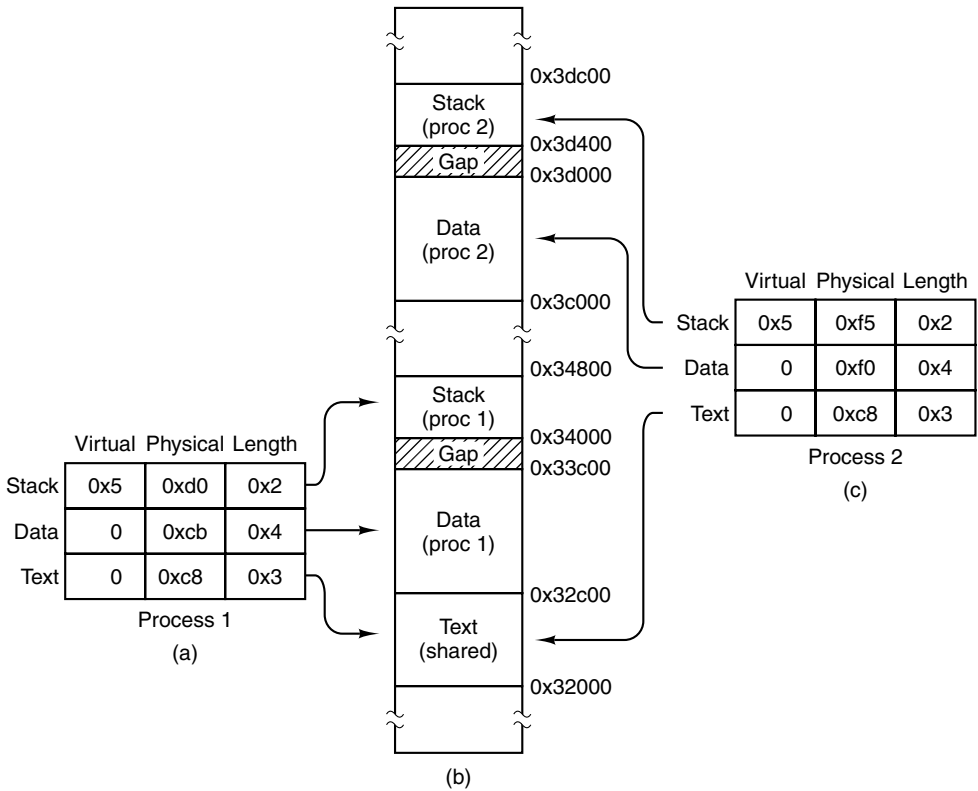 0x3dc00
Stack
(proc 2)
0x3d400
Gap
0x3d000
Data
(proc 2)
0x3c000
0x34800
Stack
(proc 1)
0x34000
Gap
0x33c00
Data
(proc 1)
0x32c00
Text
(shared)
0x32000
(b)
Virtual Physical Length
Stack 0x5 0xd0 0x2
Data 0 0xcb 0x4
Text 0 0xc8 0x3
Process 1
(a)
Virtual Physical Length
Stack 0x5 0xf5 0x2
Data 0 0xf0 0x4
Text 0 0xc8 0x3
Process 2
(c)